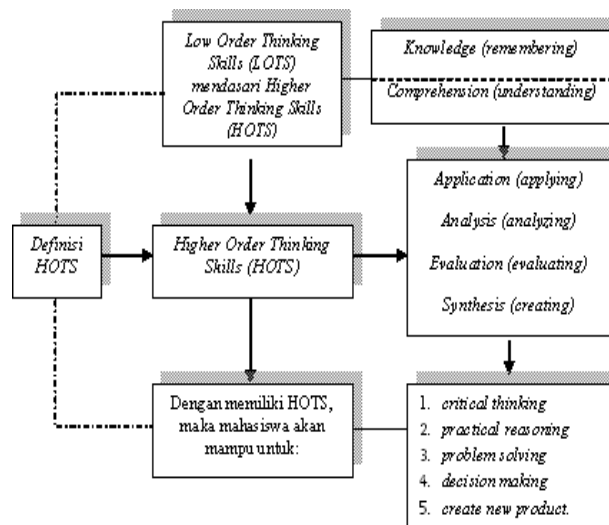 Low Order Thinking
Skills (LOTS)
mendasari Higher
Order Thinking Skills
(HOTS)
Knowledge (remembering)
Comprehension (understanding)
Definisi
HOTS
Higher Order Thinking
Skills (HOTS)
Application (applying)
Analysis (analyzing)
Evaluation (evaluating)
Synthesis (creating)
Dengan memiliki HOTS,
maka mahasiswa akan
mampu untuk:
1. critical thinking
2. practical reasoning
3. problem solving
4. decision making
5. create new product.